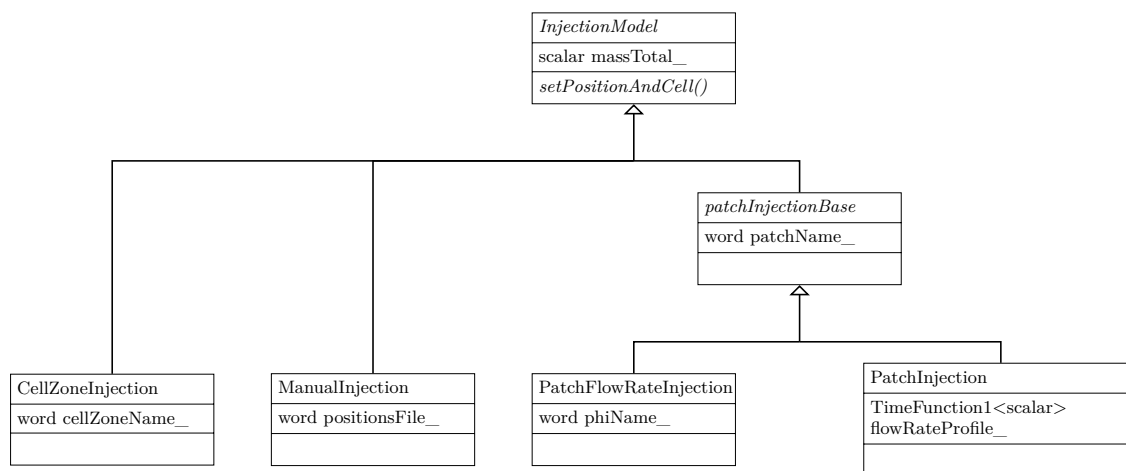 InjectionModel
scalar massTotal_
setPositionAndCell()
patchInjectionBase
word patchName_
CellZoneInjection
word cellZoneName_
ManualInjection
word positionsFile_
PatchFlowRateInjection
word phiName_
PatchInjection
TimeFunction1<scalar>
flowRateProfile_